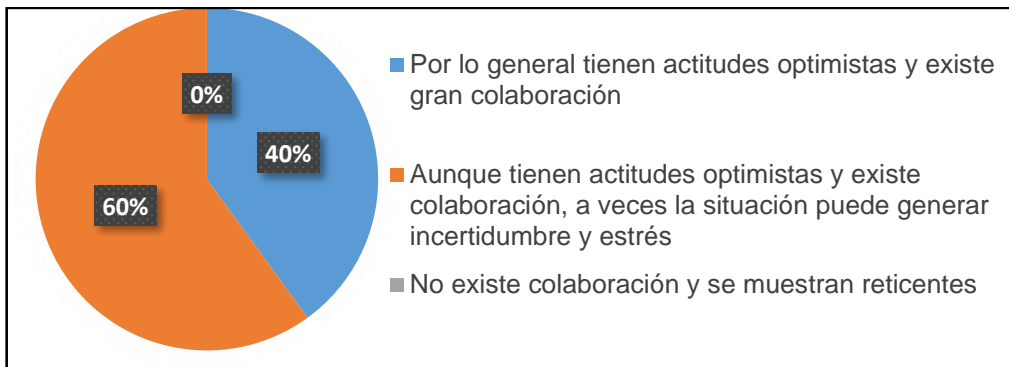 0%
40%
60%
Por lo general tienen actitudes optimistas y existe
gran colaboración
Aunque tienen actitudes optimistas y existe
colaboración, a veces la situación puede generar
incertidumbre y estrés
No existe colaboración y se muestran reticentes